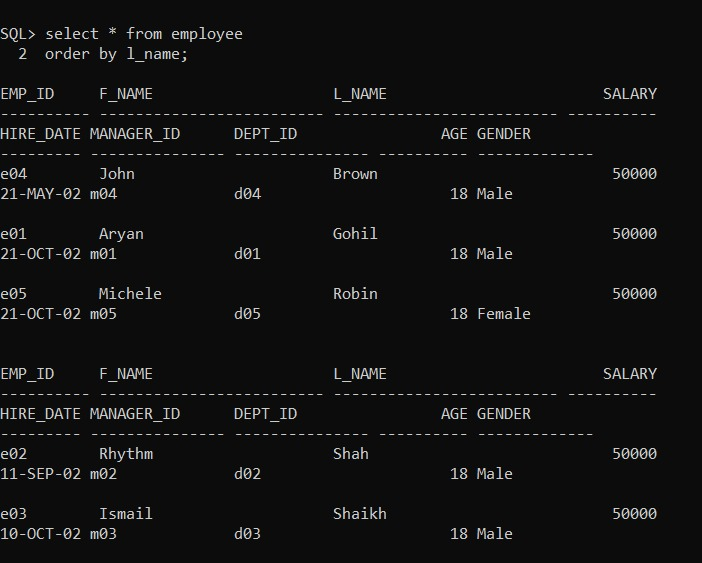 SQL> select * from employee
  2  order by l_name;
EMP_ID     F_NAME                    L_NAME                        SALARY
---------- ------------------------- ------------------------- ----------
HIRE_DATE MANAGER_ID      DEPT_ID                AGE GENDER
--------- --------------- --------------- ---------- -------------
e04        John                      Brown                          50000
21-MAY-02 m04             d04                     18 Male
e01        Aryan                     Gohil                          50000
21-OCT-02 m01             d01                     18 Male
e05        Michele                   Robin                          50000
21-OCT-02 m05             d05                     18 Female
EMP_ID     F_NAME                    L_NAME                        SALARY
---------- ------------------------- ------------------------- ----------
HIRE_DATE MANAGER_ID      DEPT_ID                AGE GENDER
--------- --------------- --------------- ---------- -------------
e02        Rhythm                    Shah                           50000
11-SEP-02 m02             d02                     18 Male
e03        Ismail                    Shaikh                         50000
10-OCT-02 m03             d03                     18 Male